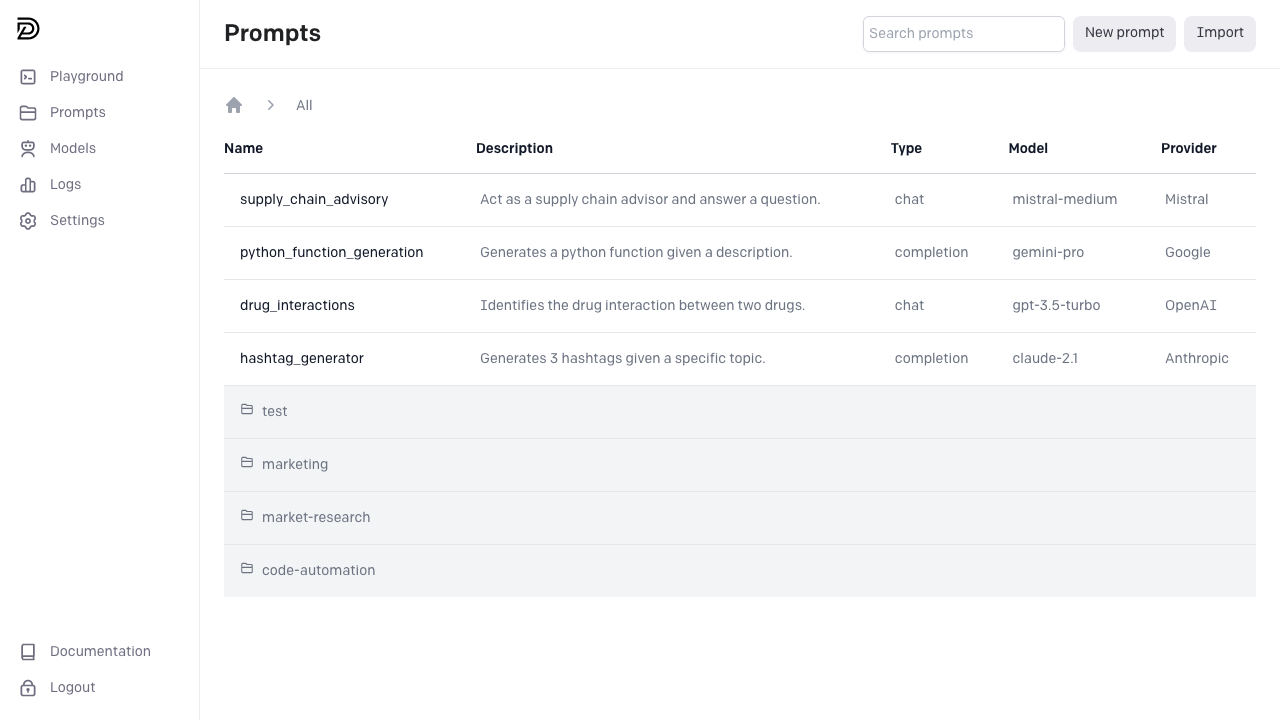 Prompts
Search prompts
New prompt
Import
Playground
Prompts
Models
Logs
Settings
Documentation
Logout
All
Name Description Type Model Provider
supply_chain_advisory Act as a supply chain advisor and answer a question. chat mistral-medium Mistral
python_function_generation Generates a python function given a description. completion gemini-pro Google
drug_interactions Identifies the drug interaction between two drugs. chat gpt-3.5-turbo OpenAI
hashtag_generator Generates 3 hashtags given a specific topic. completion claude-2.1 Anthropic
test
marketing
market-research
code-automation